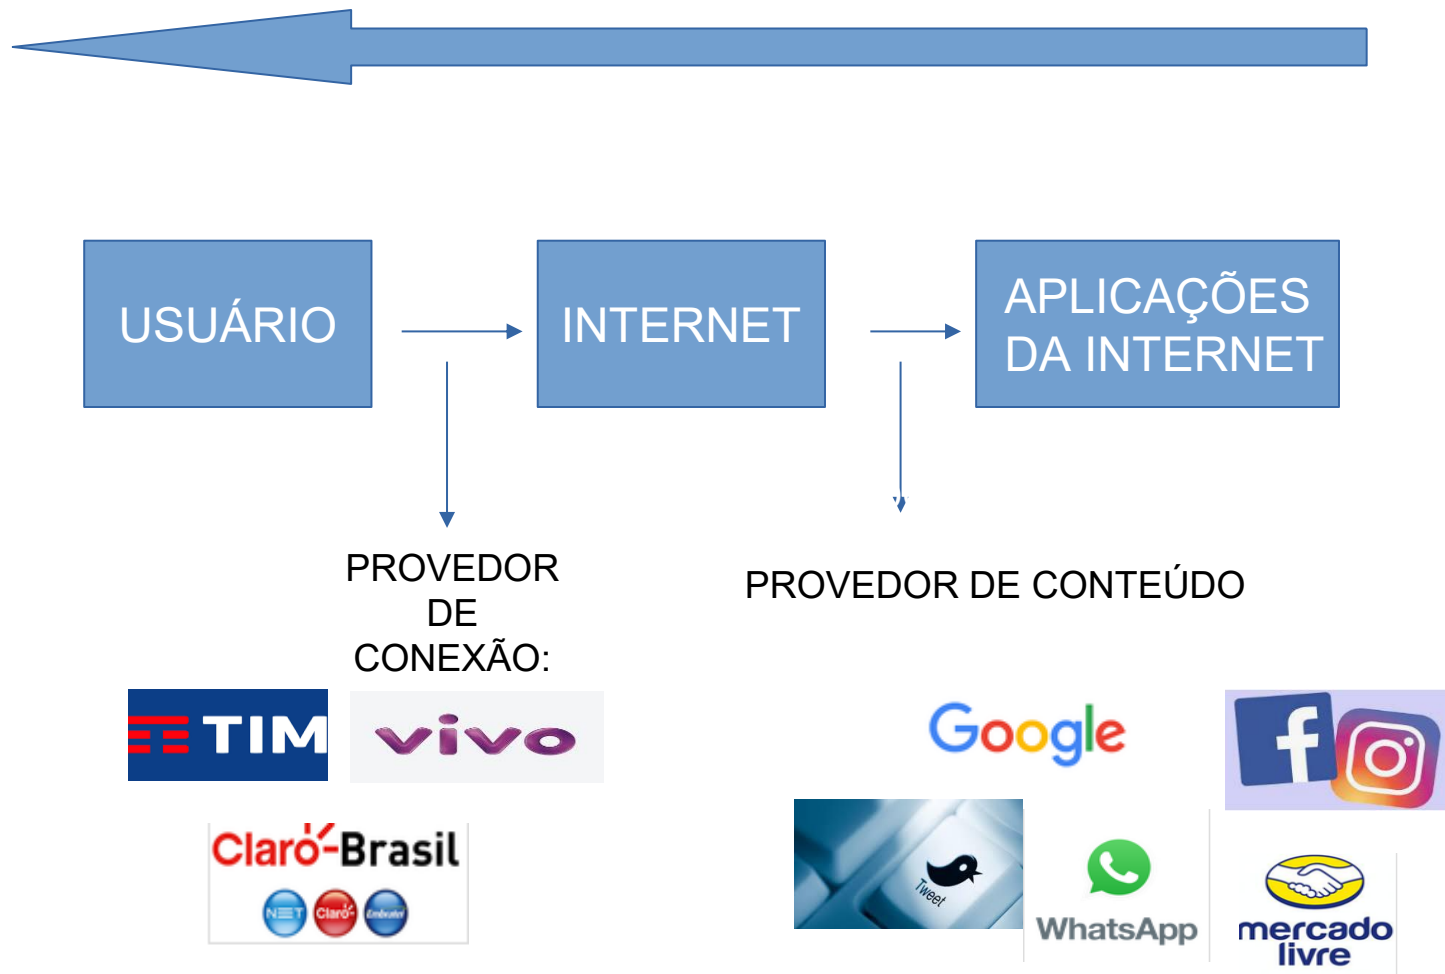 USUÁRIO
INTERNET
APLICAÇÕES
DA INTERNET
PROVEDOR
DE
CONEXÃO:
PROVEDOR DE CONTEÚDO
TIM
vivo
Claro-Brasil
NET Claro Embratel
Google
f
Tweet
WhatsApp
mercado
livre